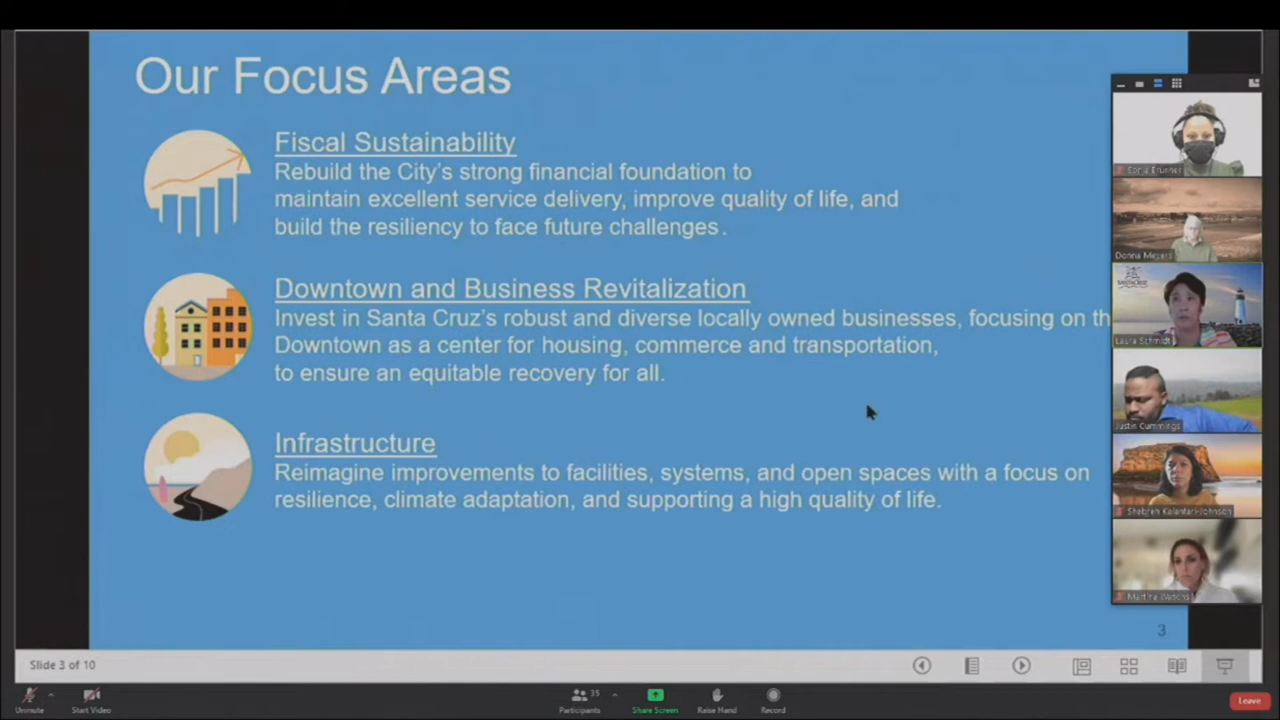 Our Focus Areas
Fiscal Sustainability
Rebuild the City's strong financial foundation to
maintain excellent service delivery, improve quality of life, and
build the resiliency to face future challenges.
Downtown and Business Revitalization
Invest in Santa Cruz's robust and diverse locally owned businesses, focusing on th
Downtown as a center for housing, commerce and transportation,
to ensure an equitable recovery for all.
Infrastructure
Reimagine improvements to facilities, systems, and open spaces with a focus on
resilience, climate adaptation, and supporting a high quality of life.
3
Donna Meyers
SANTA CRUZ
Laura Schmidt
Justin Cummings
Shebreh Kalantari-Johnson
Slide 3 of 10
Unmute
Start Video
35
Participants
Share Screen
Raise Hand
Record
Leave